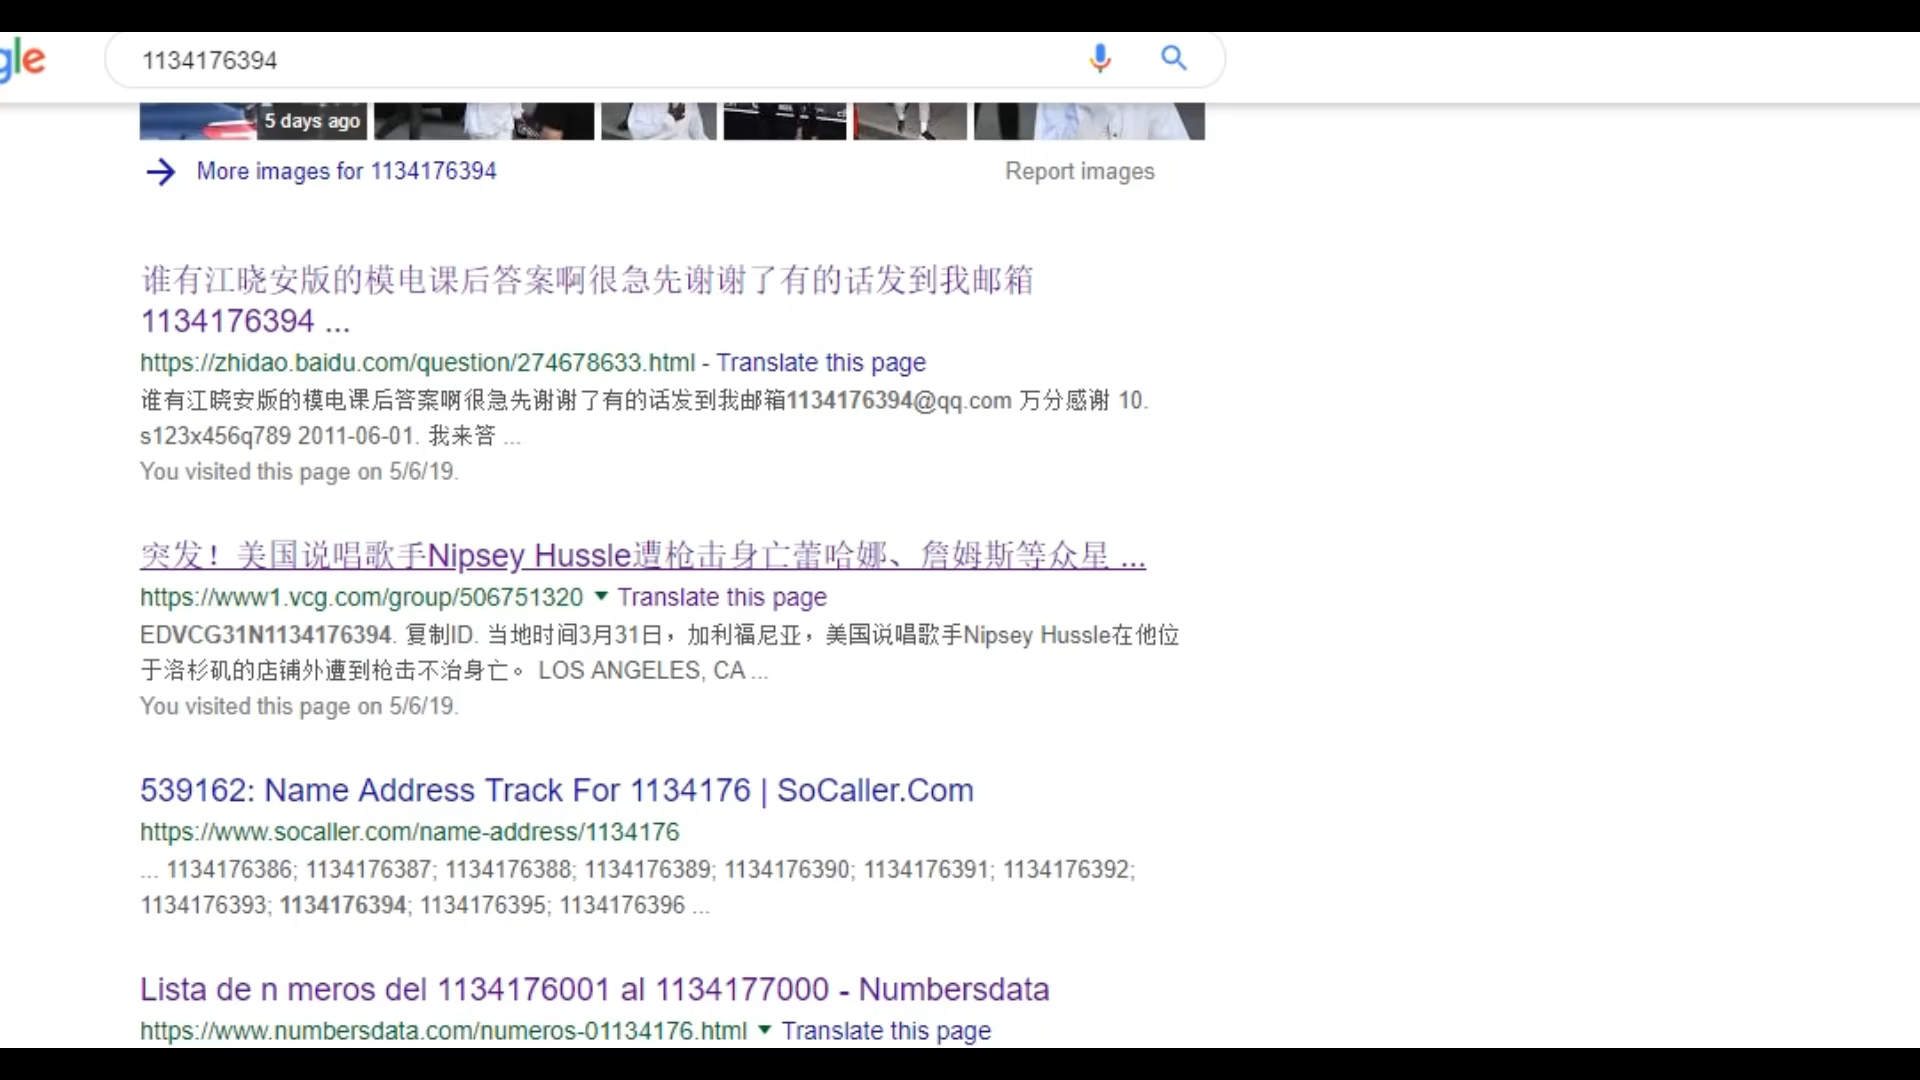 gle
1134176394
5 days ago
More images for 1134176394
Report images
谁有江晓安版的模电课后答案啊很急先谢谢了有的话发到我邮箱
1134176394 ...
https://zhidao.baidu.com/question/274678633.html - Translate this page
谁有江晓安版的模电课后答案啊很急先谢谢了有的话发到我邮箱1134176394@qq.com 万分感谢 10.
s123x456q789 2011-06-01. 我来答 ...
You visited this page on 5/6/19.
突发！美国说唱歌手Nipsey Hussle遭枪击身亡蕾哈娜、詹姆斯等众星 ...
https://www1.vcg.com/group/506751320 ▼ Translate this page
EDVCG31N1134176394. 复制ID. 当地时间3月31日，加利福尼亚，美国说唱歌手Nipsey Hussle在他位
于洛杉矶的店铺外遭到枪击不治身亡。 LOS ANGELES, CA ...
You visited this page on 5/6/19.
539162: Name Address Track For 1134176 | SoCaller.Com
https://www.socaller.com/name-address/1134176
... 1134176386; 1134176387; 1134176388; 1134176389; 1134176390; 1134176391; 1134176392;
1134176393; 1134176394; 1134176395; 1134176396 ...
Lista de n meros del 1134176001 al 1134177000 - Numbersdata
https://www.numbersdata.com/numeros-01134176.html ▼ Translate this page